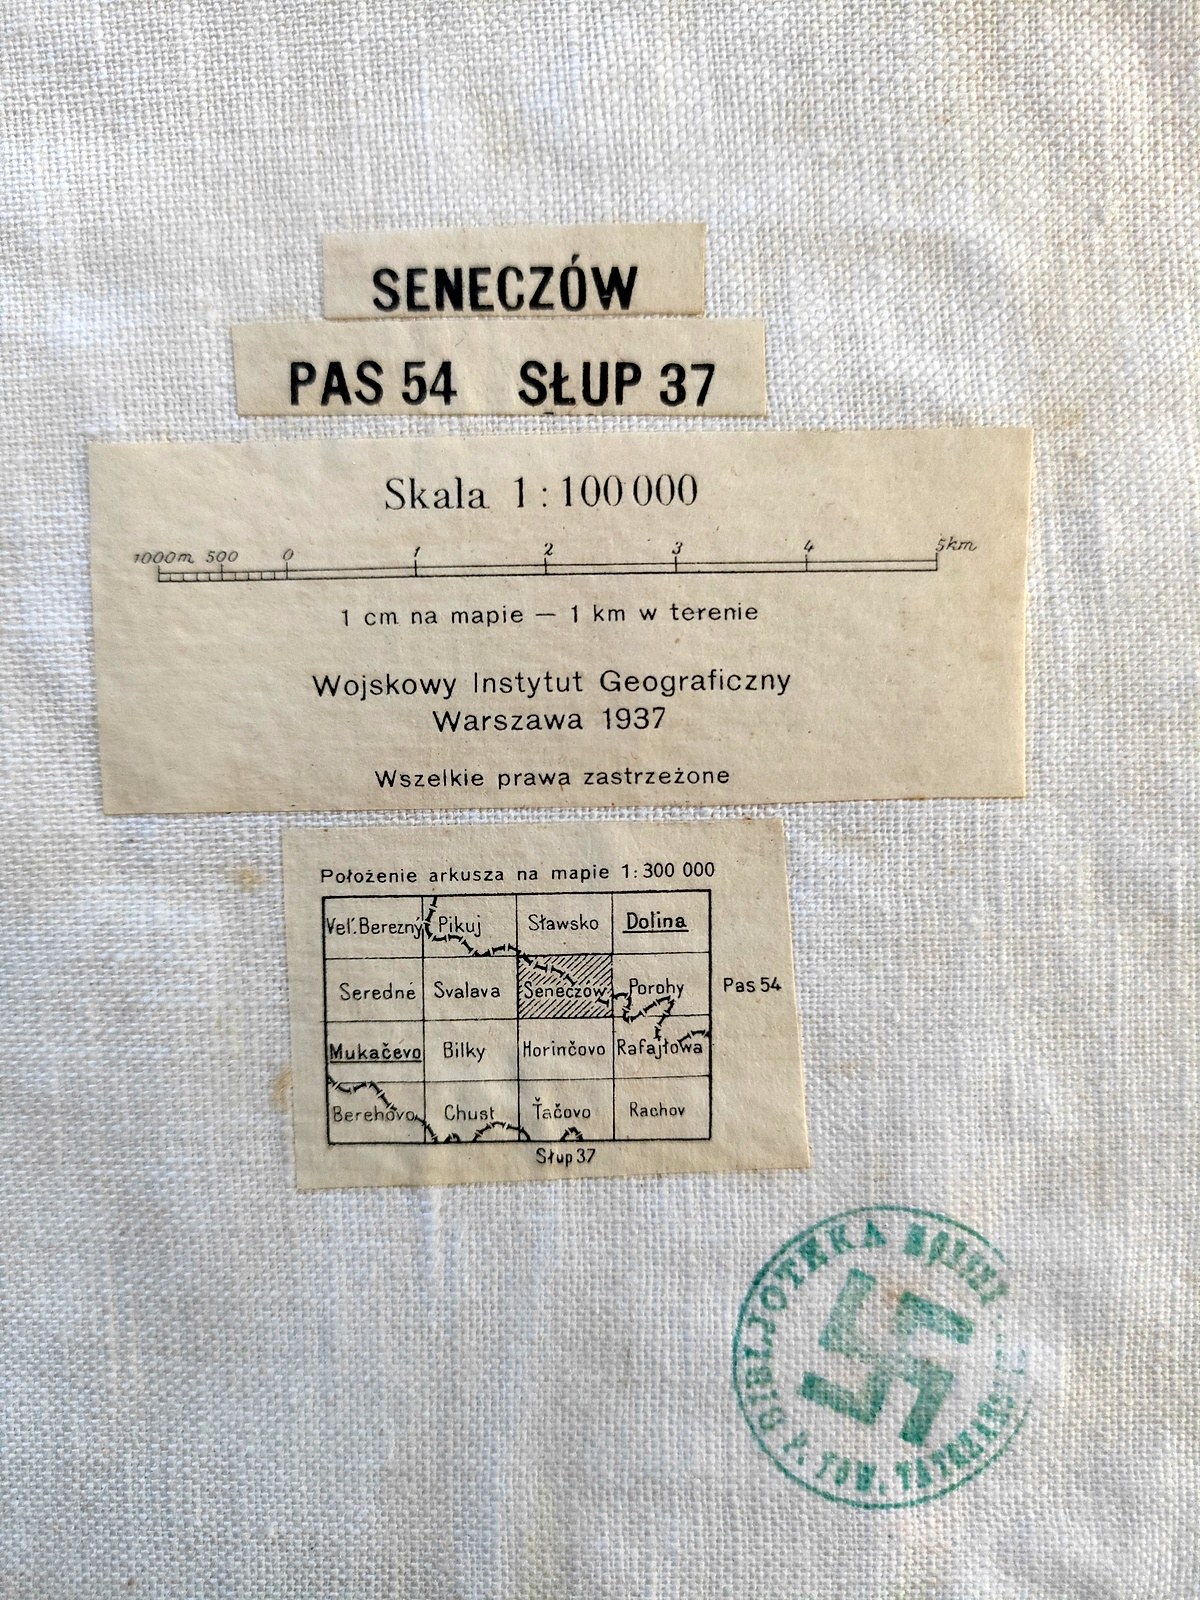 SENECZÓW
PAS 54 SŁUP 37
Skala 1 : 100 000
1000m 500 0 1 2 3 4 5km
1 cm na mapie — 1 km w terenie
Wojskowy Instytut Geograficzny
Warszawa 1937
Wszelkie prawa zastrzeżone
Położenie arkusza na mapie 1: 300 000
Veľ. Berezný Pikuj Sławsko Dolina
Seredné Svalava Seneczów Porohy Pas 54
Mukačevo Bilky Horinčovo Rafajłowa
Berehovo Chust Ťačovo Rachov
Słup 37
BIBLJOTEKA
P. TOW.